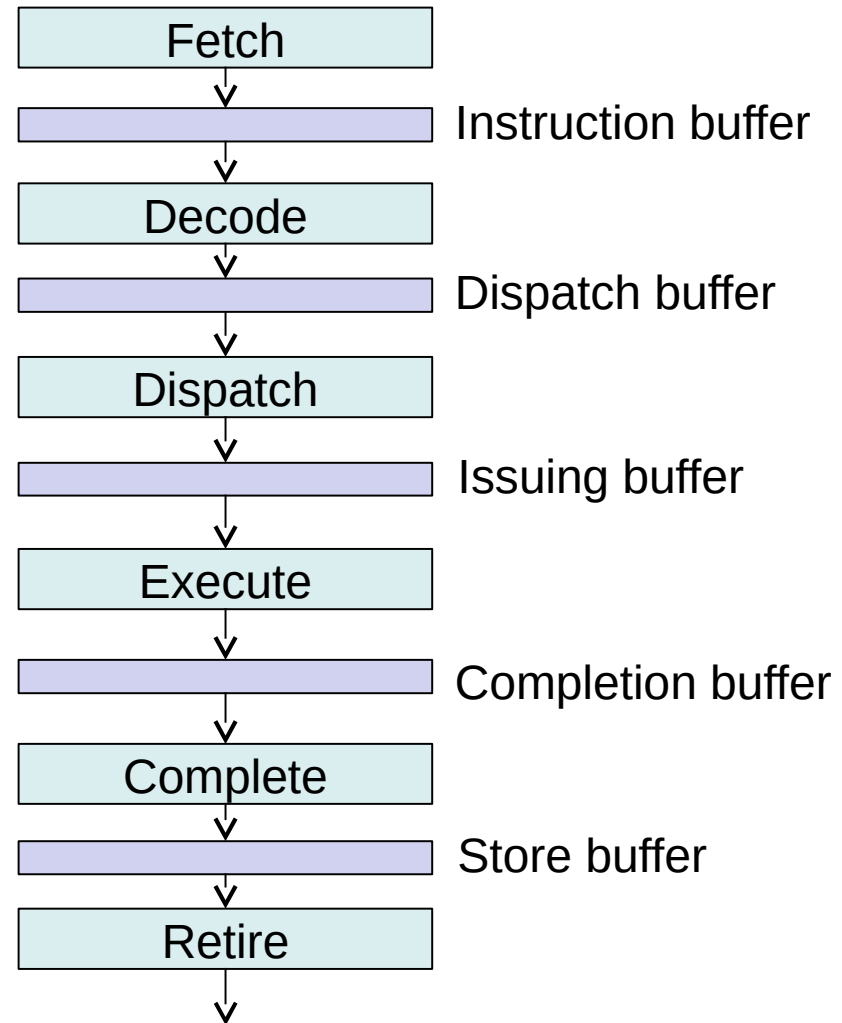 Fetch
Instruction buffer
Decode
Dispatch buffer
Dispatch
Issuing buffer
Execute
Completion buffer
Complete
Store buffer
Retire